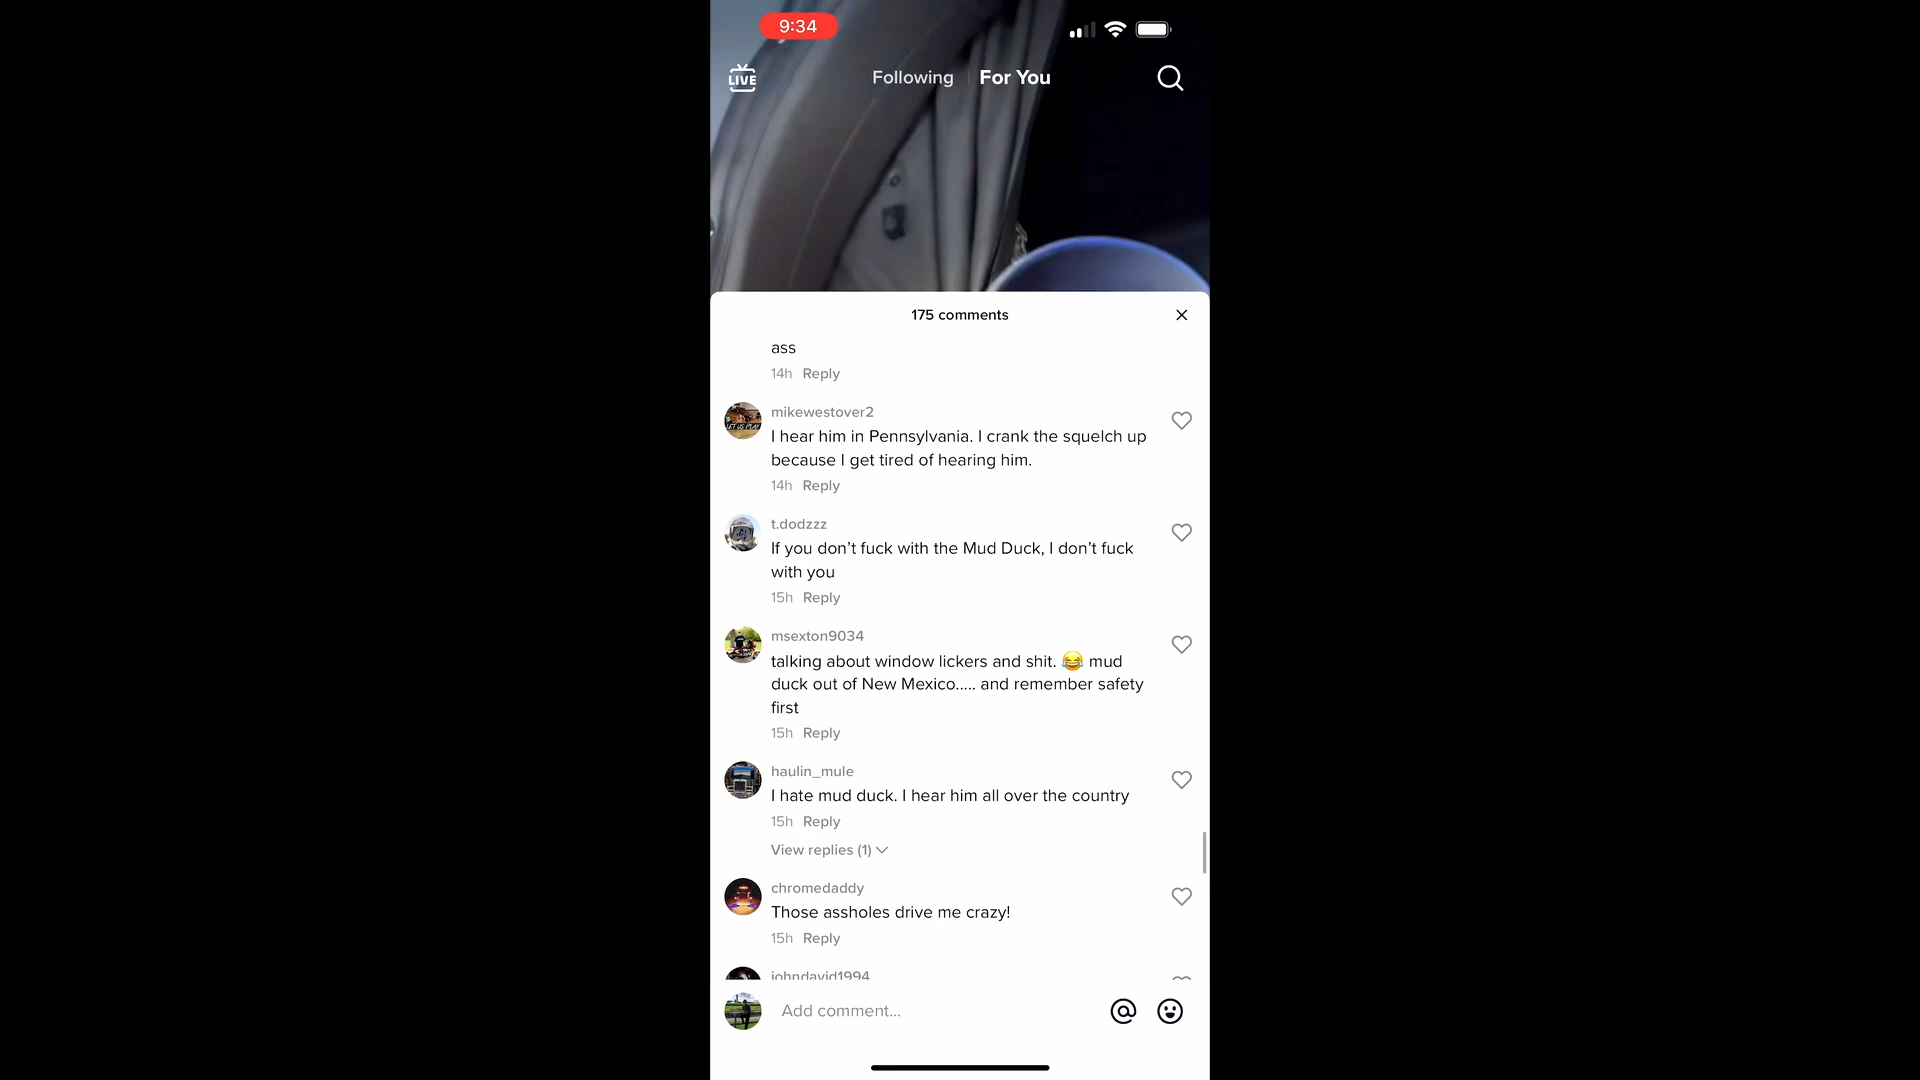 9:34
LIVE
Following
For You
175 comments
ass
14h Reply
mikewestover2
I hear him in Pennsylvania. I crank the squelch up
because I get tired of hearing him.
14h Reply
t.dodzzz
If you don’t fuck with the Mud Duck, I don’t fuck
with you
15h Reply
msexton9034
talking about window lickers and shit. 😂 mud
duck out of New Mexico..... and remember safety
first
15h Reply
haulin_mule
I hate mud duck. I hear him all over the country
15h Reply
View replies (1)
chromedaddy
Those assholes drive me crazy!
15h Reply
johndavid1994
Add comment...